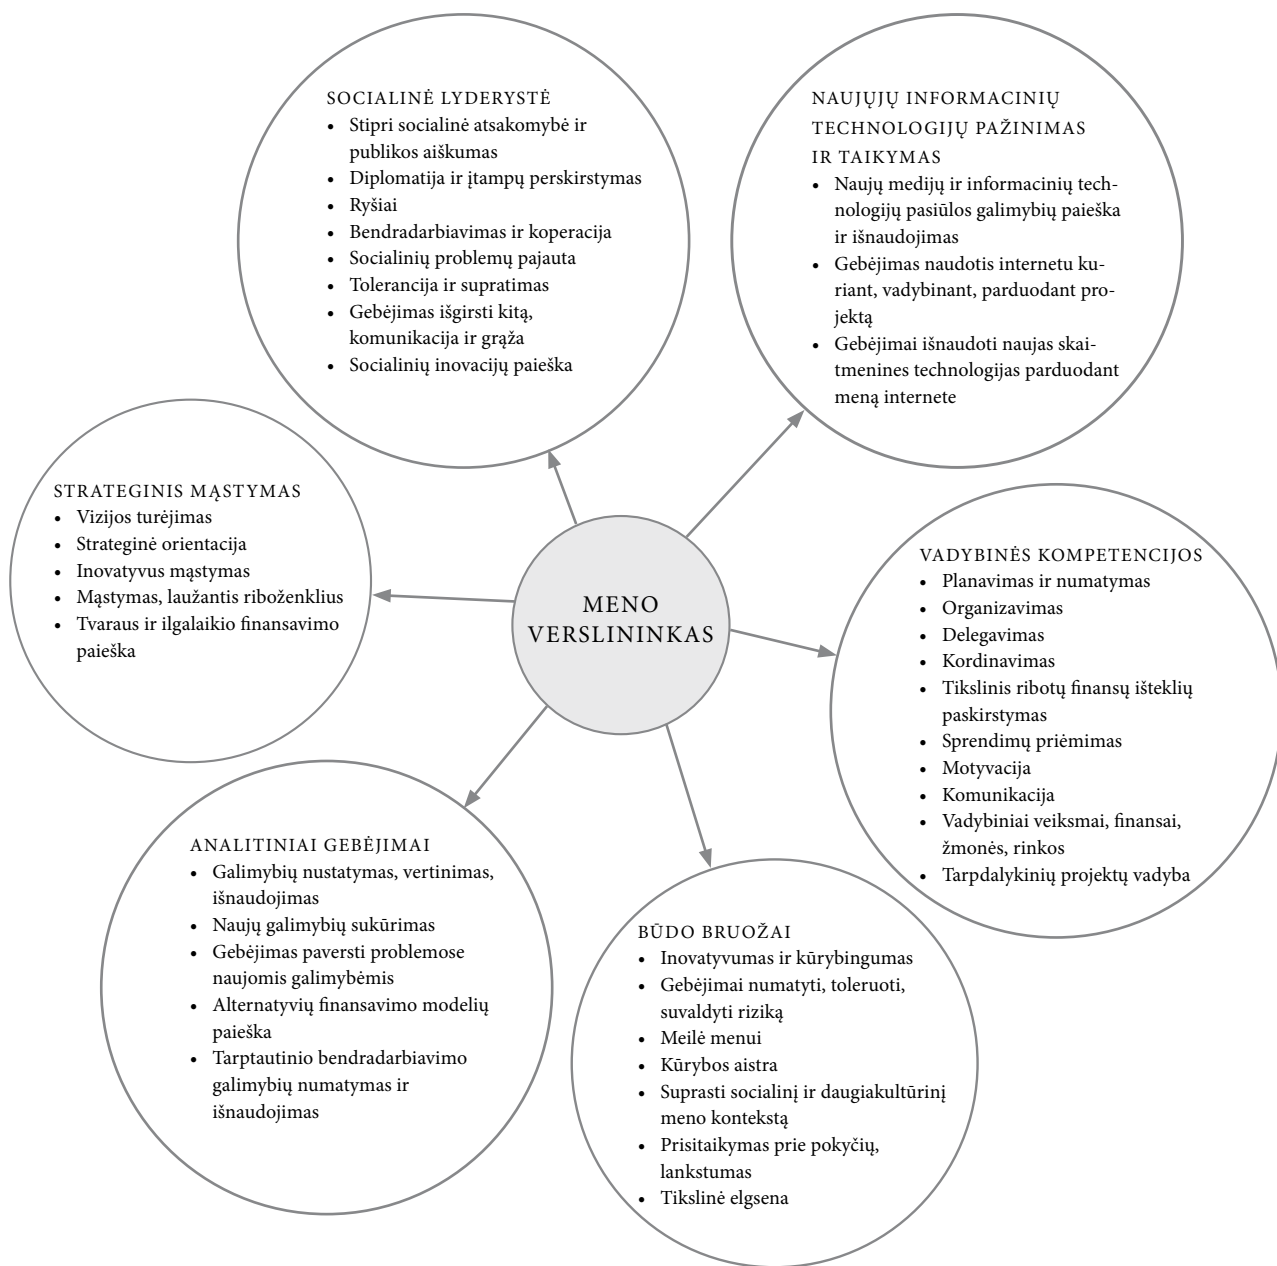 SOCIALINĖ LYDERYSTĖ
• Stipri socialinė atsakomybė ir
publikos aiškumas
• Diplomatija ir įtampų perskirstymas
• Ryšiai
• Bendradarbiavimas ir koperacija
• Socialinių problemų pajauta
• Tolerancija ir supratimas
• Gebėjimas išgirsti kitą,
komunikacija ir grąža
• Socialinių inovacijų paieška
NAUJŲJŲ INFORMACINIŲ
TECHNOLOGIJŲ PAŽINIMAS
IR TAIKYMAS
• Naujų medijų ir informacinių tech-
nologijų pasiūlos galimybių paieška
ir išnaudojimas
• Gebėjimas naudotis internetu ku-
riant, vadybinant, parduodant pro-
jektą
• Gebėjimai išnaudoti naujas skai-
tmenines technologijas parduodant
meną internete
STRATEGINIS MĄSTYMAS
• Vizijos turėjimas
• Strateginė orientacija
• Inovatyvus mąstymas
• Mąstymas, laužantis riboženklius
• Tvaraus ir ilgalaikio finansavimo
paieška
MENO
VERSLININKAS
VADYBINĖS KOMPETENCIJOS
• Planavimas ir numatymas
• Organizavimas
• Delegavimas
• Kordinavimas
• Tikslinis ribotų finansų išteklių
paskirstymas
• Sprendimų priėmimas
• Motyvacija
• Komunikacija
• Vadybiniai veiksmai, finansai,
žmonės, rinkos
• Tarpdalykinių projektų vadyba
ANALITINIAI GEBĖJIMAI
• Galimybių nustatymas, vertinimas,
išnaudojimas
• Naujų galimybių sukūrimas
• Gebėjimas paversti problemose
naujomis galimybėmis
• Alternatyvių finansavimo modelių
paieška
• Tarptautinio bendradarbiavimo
galimybių numatymas ir
išnaudojimas
BŪDO BRUOŽAI
• Inovatyvumas ir kūrybingumas
• Gebėjimai numatyti, toleruoti,
suvaldyti riziką
• Meilė menui
• Kūrybos aistra
• Suprasti socialinį ir daugiakultūrinį
meno kontekstą
• Prisitaikymas prie pokyčių,
lankstumas
• Tikslinė elgsena